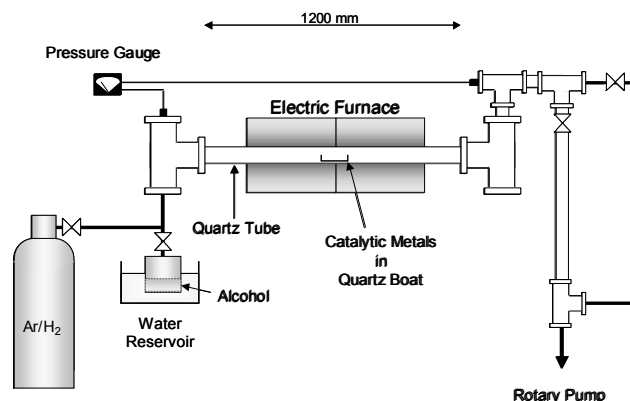 1200 mm
Pressure Gauge
Electric Furnace
Quartz Tube
Catalytic Metals
in
Quartz Boat
Alcohol
Water
Reservoir
Ar/H2
Rotary Pump